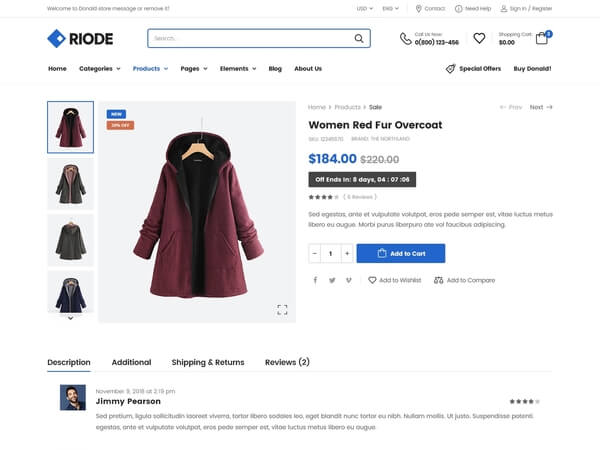 Welcome to Donald store message or remove it!
USD
ENG
Contact
Need Help
Sign in / Register
RIODE
Search...
Call Us Now:
0(800) 123-456
Shopping Cart:
$0.00
Home
Categories
Products
Pages
Elements
Blog
About Us
Special Offers
Buy Donald!
NEW
Home > Products > Sale
Prev
Next
Women Red Fur Overcoat
SKU: 12345670
BRAND: THE NORTHLAND
$184.00 $220.00
Off Ends In: 8 days, 04 : 07 :06
( 6 Reviews )
Sed egestas, ante et vulputate volutpat, eros pede semper est, vitae luctus metus
libero eu augue. Morbi purus liberpuro ate vol faucibus adipiscing.
− 1 +
Add to Cart
Add to Wishlist
Add to Compare
Description
Additional
Shipping & Returns
Reviews (2)
November 9, 2018 at 2:19 pm
Jimmy Pearson
Sed pretium, ligula sollicitudin laoreet viverra, tortor libero sodales leo, eget blandit nunc tortor eu nibh. Nullam mollis. Ut justo. Suspendisse potenti.
egestas, ante et vulputate volutpat, eros pede semper est, vitae luctus metus libero eu augue.